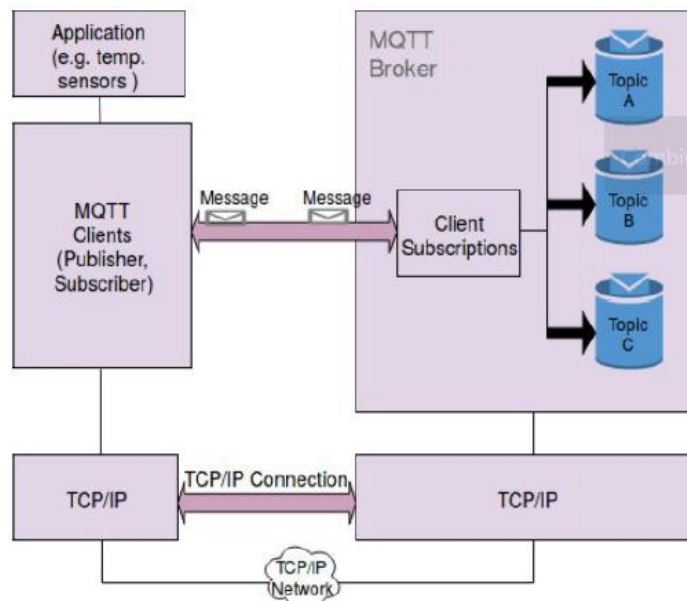 Application
(e.g. temp.
sensors )
MQTT
Broker
Topic
A
Message
Message
MQTT
Clients
(Publisher,
Subscriber)
Client
Subscriptions
Topic
B
Topic
C
TCP/IP
TCP/IP Connection
TCP/IP
TCP/IP
Network